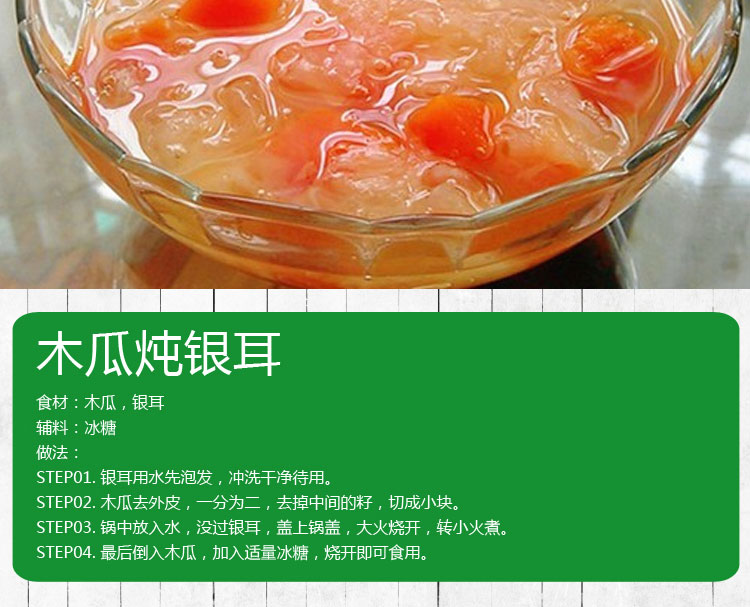 木瓜炖银耳
食材：木瓜，银耳
辅料：冰糖
做法：
STEP01. 银耳用水先泡发，冲洗干净待用。
STEP02. 木瓜去外皮，一分为二，去掉中间的籽，切成小块。
STEP03. 锅中放入水，没过银耳，盖上锅盖，大火烧开，转小火煮。
STEP04. 最后倒入木瓜，加入适量冰糖，烧开即可食用。